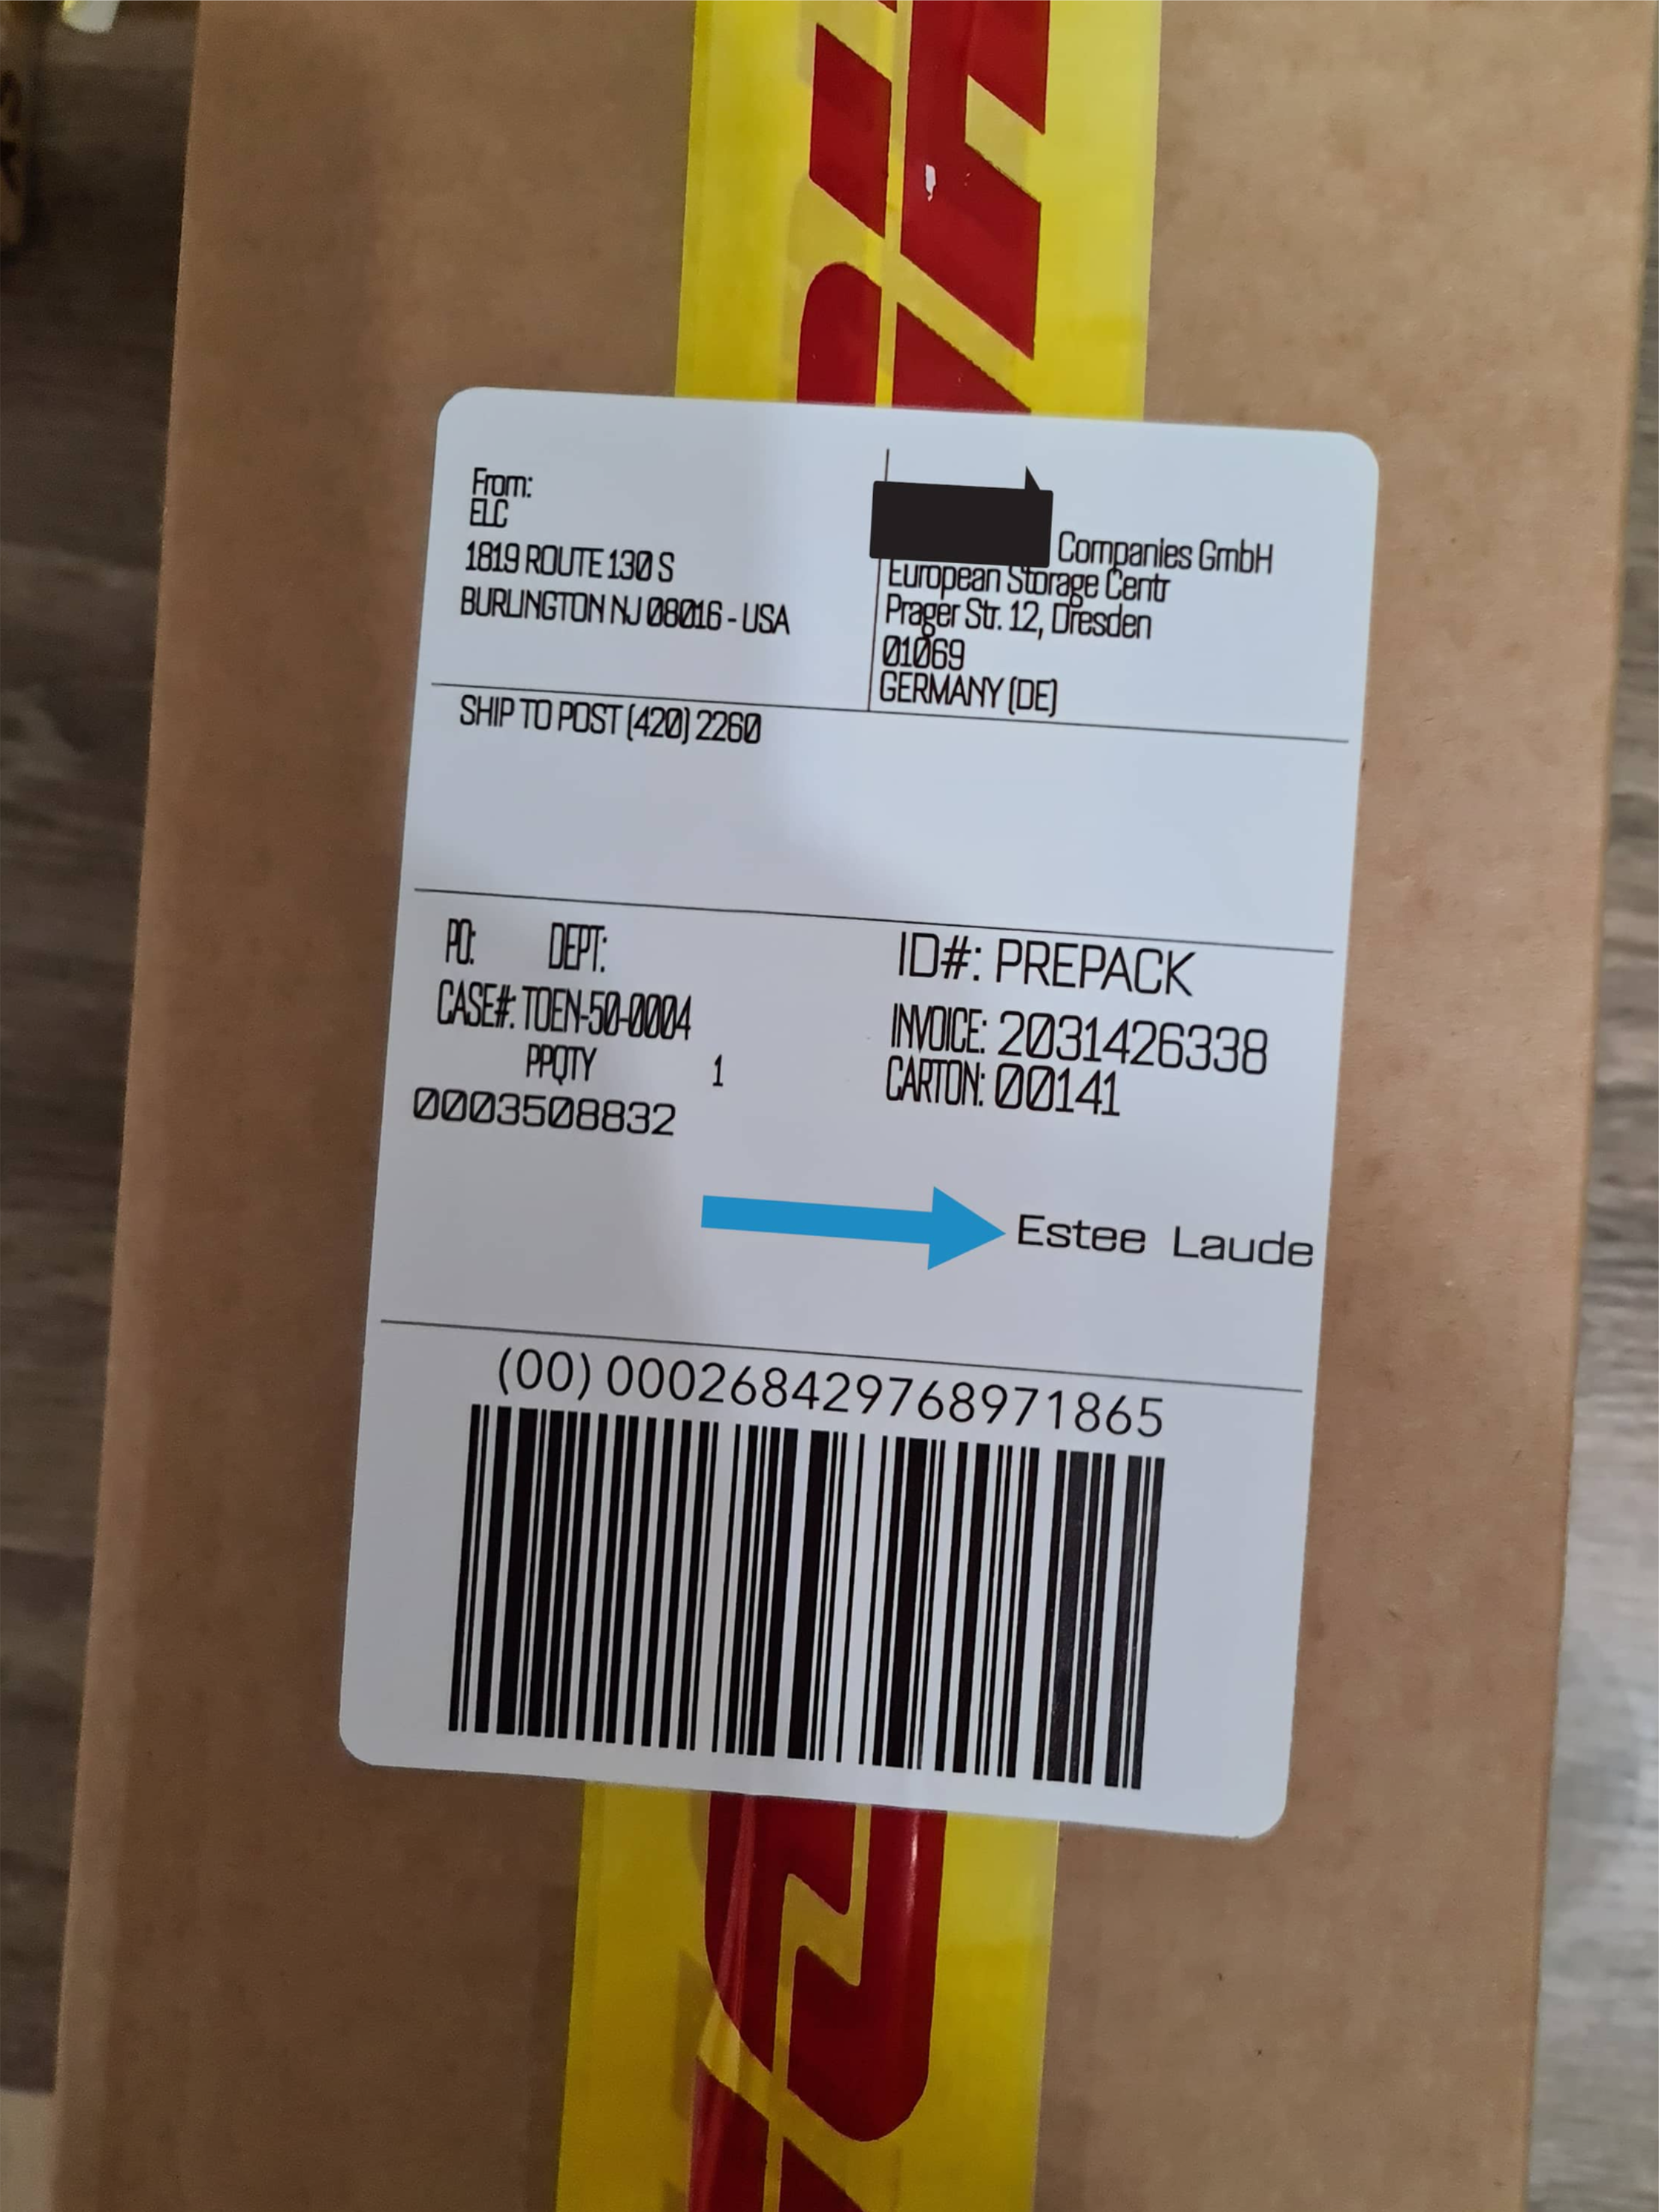 From:
ELC
1819 ROUTE 130 S
BURLINGTON NJ 08016 - USA
Companies GmbH
European Storage Centr
Prager Str. 12, Dresden
01069
GERMANY (DE)
SHIP TO POST (420) 2260
PO: DEPT:
CASE#: TOEN-50-0004
PPQTY 1
0003508832
ID#: PREPACK
INVOICE: 2031426338
CARTON: 00141
Estee Laude
(00) 000268429768971865